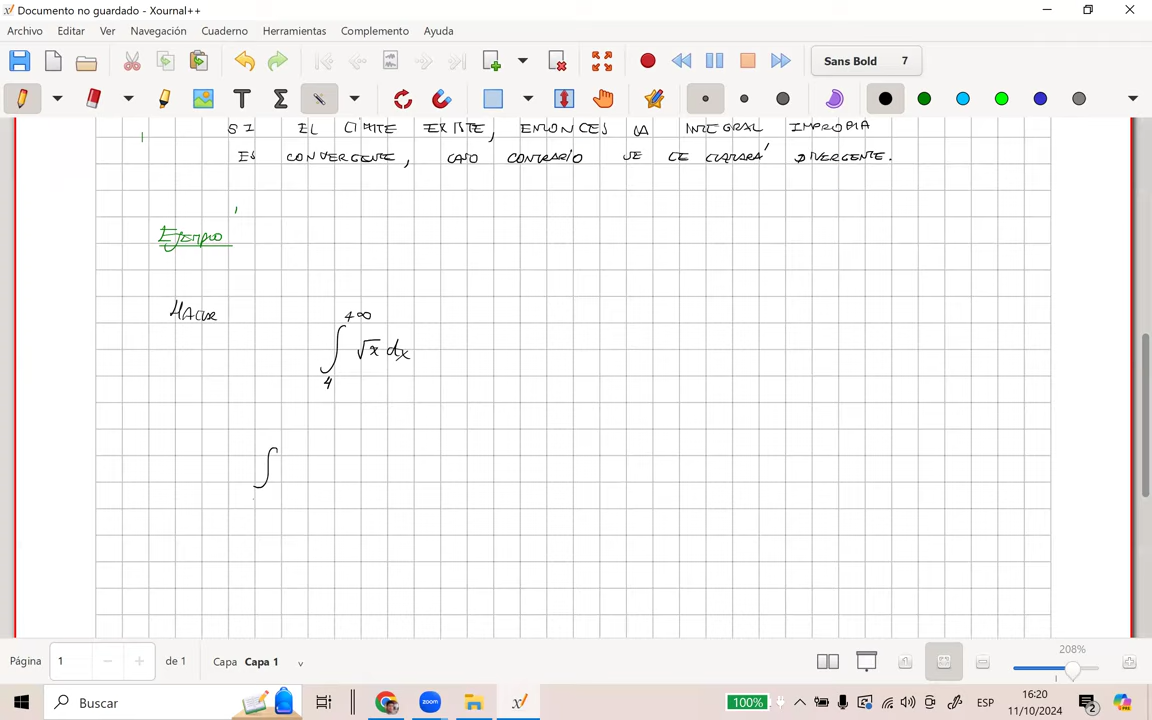 Documento no guardado - Xournal++
Archivo Editar Ver Navegación Cuaderno Herramientas Complemento Ayuda
Sans Bold 7
SI EL LIMITE EXISTE, ENTONCES LA INTEGRAL IMPROPIA
ES CONVERGENTE, CASO CONTRARIO SE LE LLAMARÁ DIVERGENTE.
Ejemplo
HALLAR
+∞
∫ √x dx
4
∫
Página 1 de 1 Capa Capa 1 208%
Buscar 100% ESP 16:20
11/10/2024 2